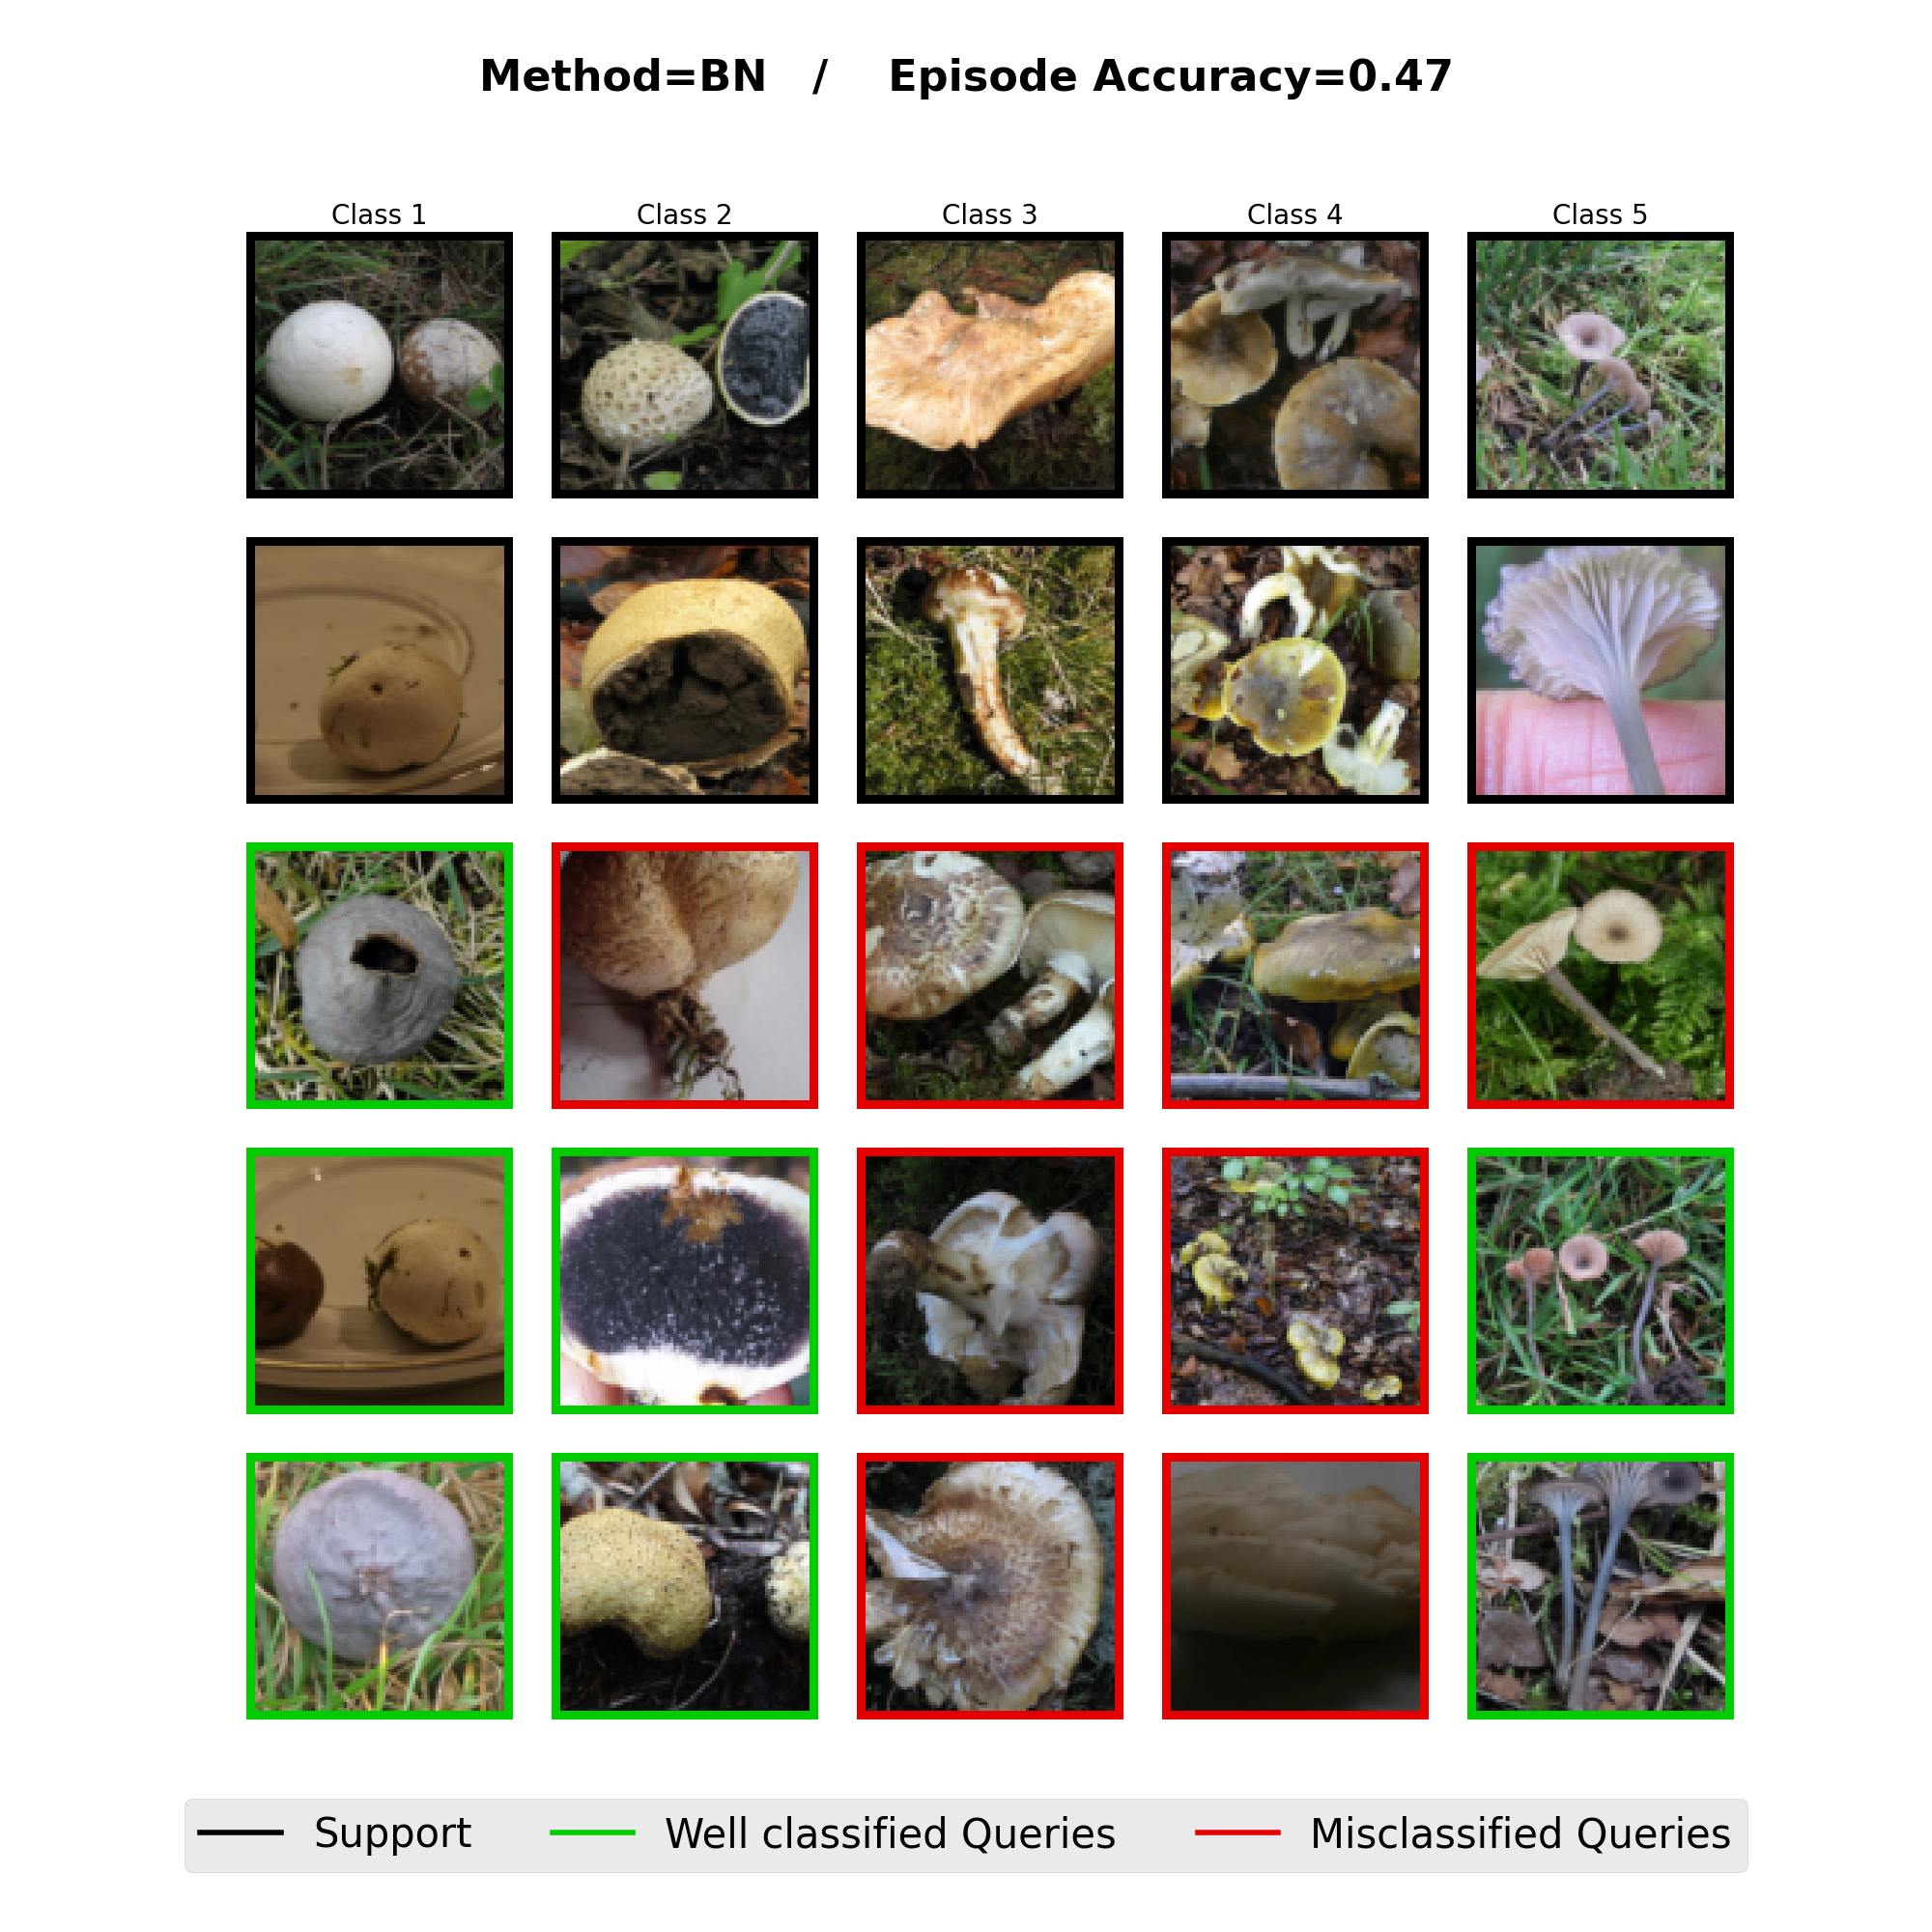 Method=BN / Episode Accuracy=0.47
Class 1 Class 2 Class 3 Class 4 Class 5
Support Well classified Queries Misclassified Queries